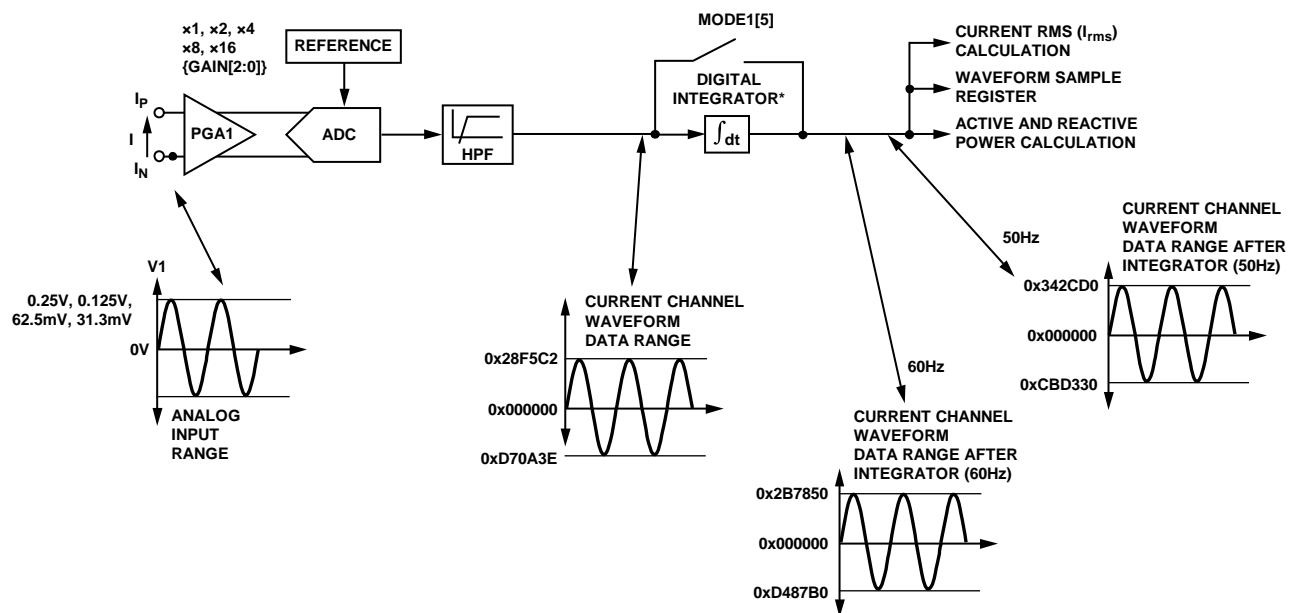 ×1, ×2, ×4
×8, ×16
{GAIN[2:0]}
REFERENCE
MODE1[5]
CURRENT RMS (Irms)
CALCULATION
WAVEFORM SAMPLE
REGISTER
ACTIVE AND REACTIVE
POWER CALCULATION
IP
I
IN
PGA1
ADC
HPF
DIGITAL
INTEGRATOR*
∫dt
V1
0.25V, 0.125V,
62.5mV, 31.3mV
0V
ANALOG
INPUT
RANGE
CURRENT CHANNEL
WAVEFORM
DATA RANGE
0x28F5C2
0x000000
0xD70A3E
60Hz
CURRENT CHANNEL
WAVEFORM
DATA RANGE AFTER
INTEGRATOR (60Hz)
0x2B7850
0x000000
0xD487B0
50Hz
CURRENT CHANNEL
WAVEFORM
DATA RANGE AFTER
INTEGRATOR (50Hz)
0x342CD0
0x000000
0xCBD330